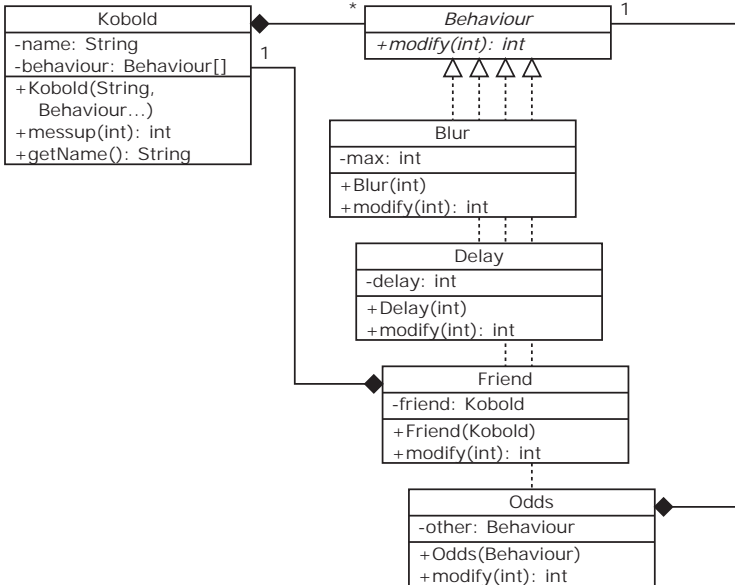 Kobold
-name: String
-behaviour: Behaviour[]
+Kobold(String,
Behaviour...)
+messup(int): int
+getName(): String
*
1
Behaviour
+modify(int): int
1
Blur
-max: int
+Blur(int)
+modify(int): int
Delay
-delay: int
+Delay(int)
+modify(int): int
Friend
-friend: Kobold
+Friend(Kobold)
+modify(int): int
Odds
-other: Behaviour
+Odds(Behaviour)
+modify(int): int